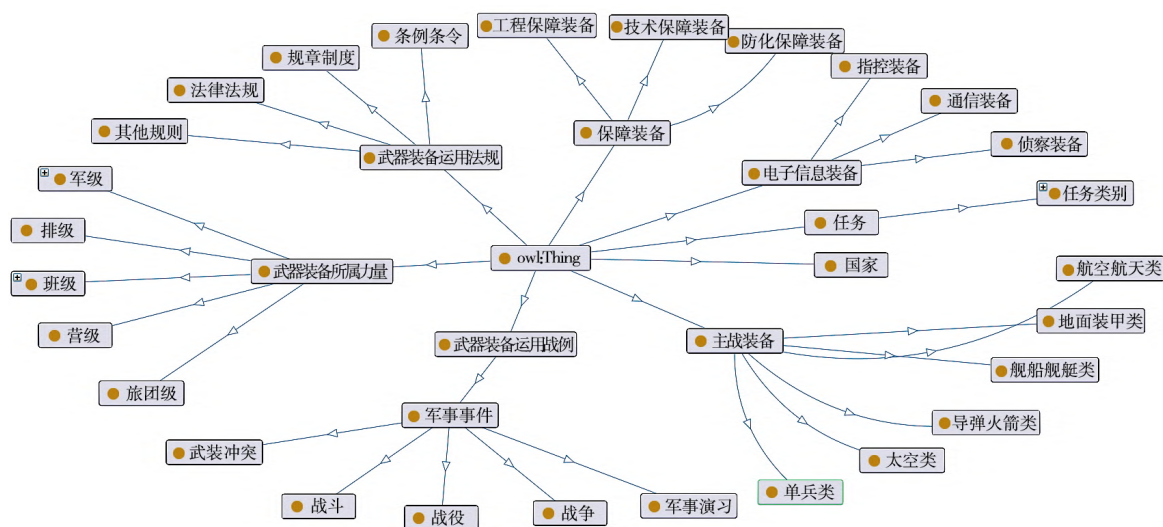 工程保障装备
技术保障装备
条例条令
防化保障装备
规章制度
指控装备
法律法规
通信装备
其他规则
保障装备
侦察装备
武器装备运用法规
电子信息装备
军级
任务类别
任务
排级
owl:Thing
国家
航空航天类
武器装备所属力量
班级
地面装甲类
营级
武器装备运用战例
主战装备
舰船舰艇类
旅团级
军事事件
导弹火箭类
武装冲突
太空类
单兵类
战斗
战役
战争
军事演习